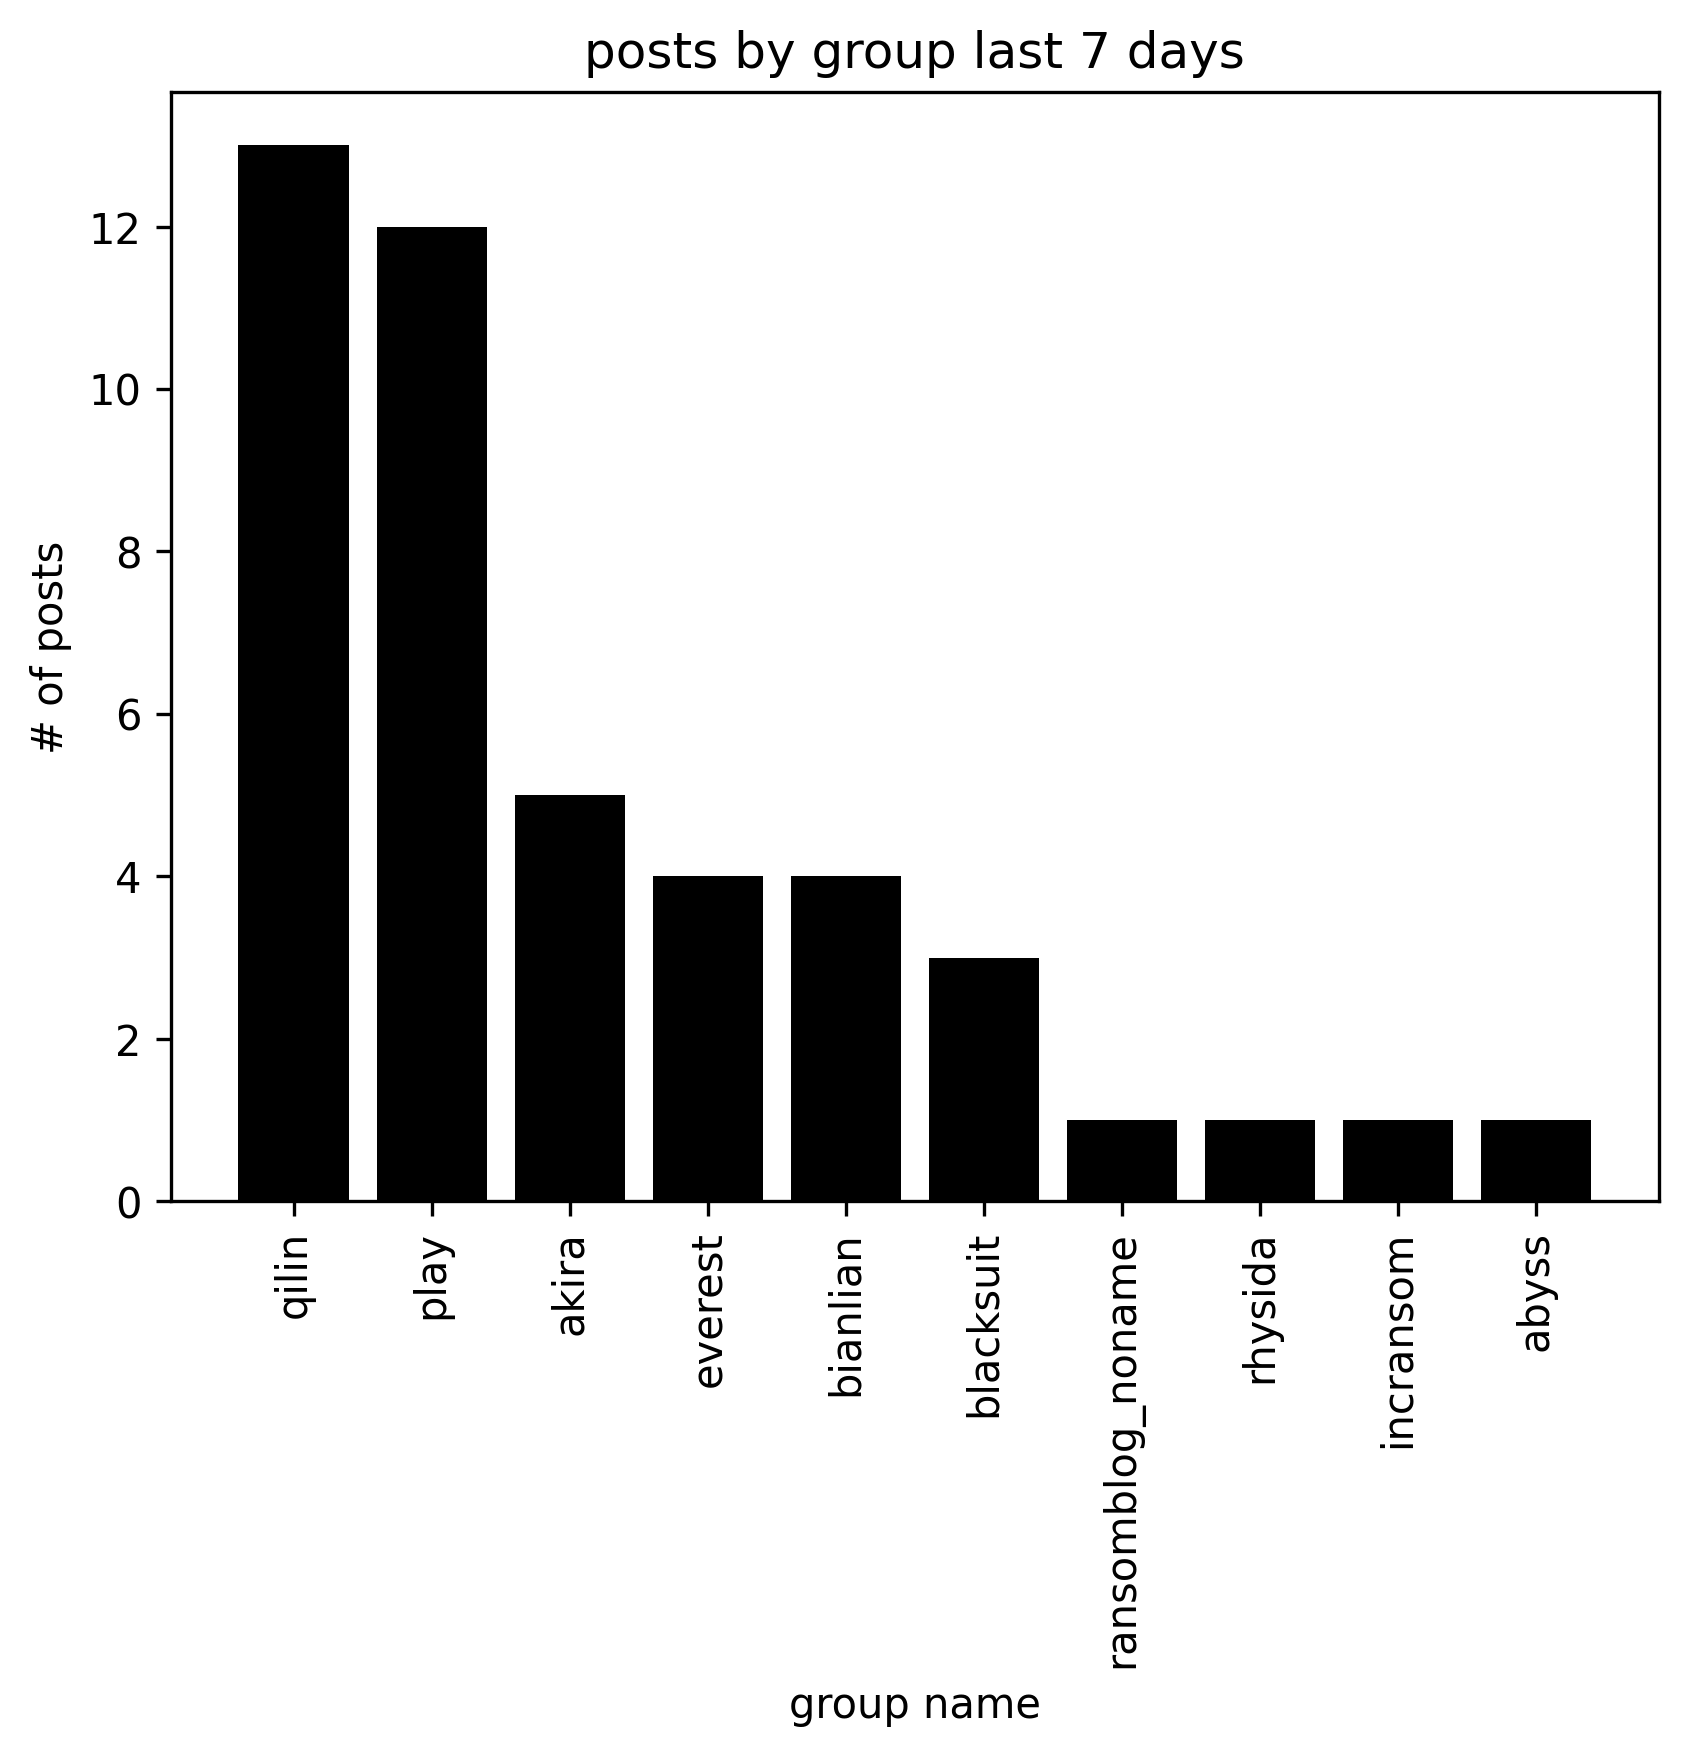 posts by group last 7 days
# of posts
12
10
8
6
4
2
0
qilin
play
akira
everest
bianlian
blacksuit
ransomblog_noname
rhysida
incransom
abyss
group name